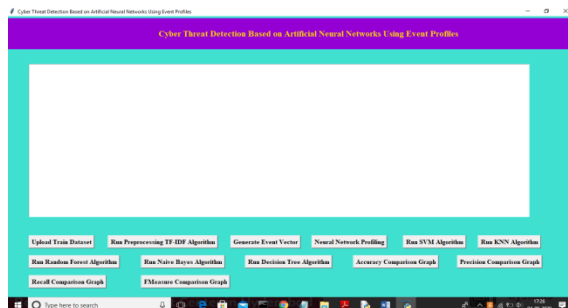 Cyber Threat Detection Based on Artificial Neural Networks Using Event Profiles
Cyber Threat Detection Based on Artificial Neural Networks Using Event Profiles
Upload Train Dataset Run Preprocessing TF-IDF Algorithm Generate Event Vector Neural Network Profiling Run SVM Algorithm Run KNN Algorithm
Run Random Forest Algorithm Run Naive Bayes Algorithm Run Decision Tree Algorithm Accuracy Comparison Graph Precision Comparison Graph
Recall Comparison Graph FMeasure Comparison Graph
Type here to search 17:26